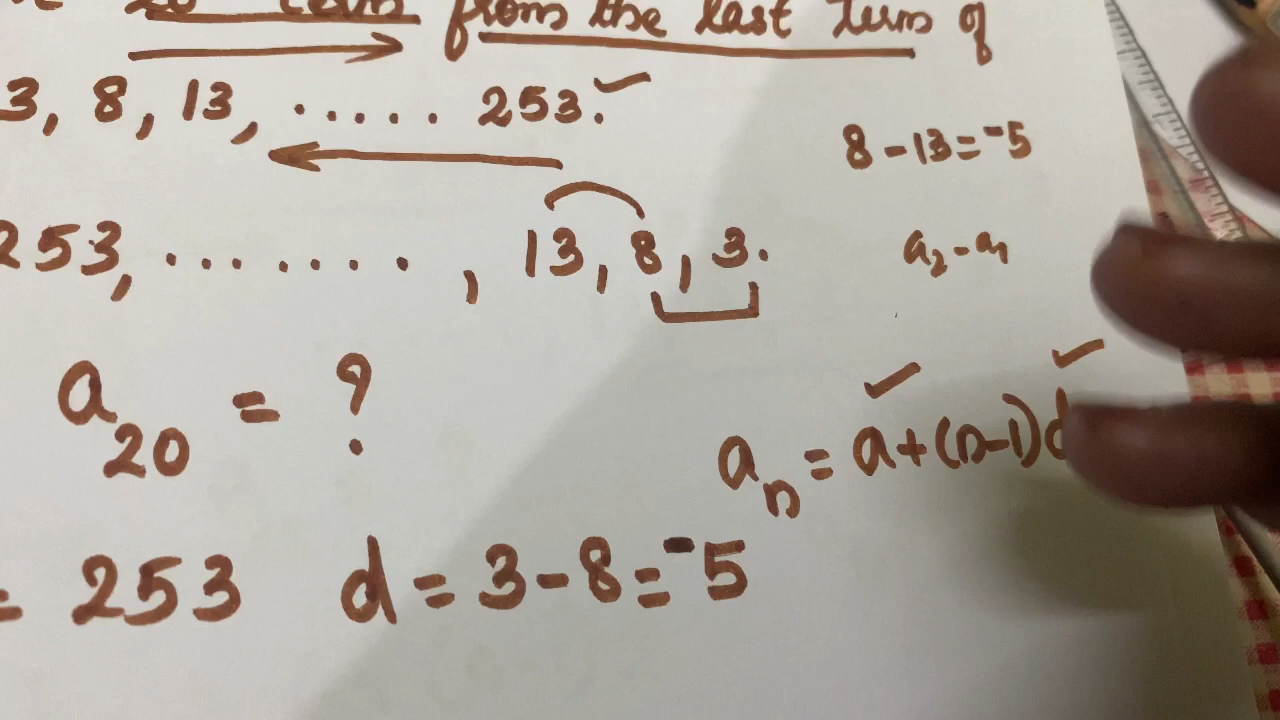 from the last term of
3, 8, 13, ..... 253.
8 - 13 = -5
253, ........, 13, 8, 3.
a₂ - a₁
a₂₀ = ?
aₙ = a + (n-1)d
= 253 d = 3 - 8 = -5